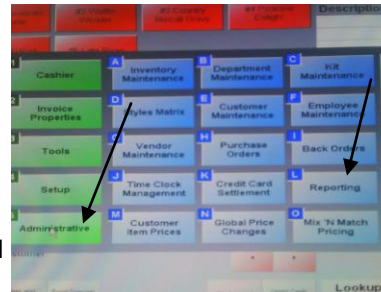 #3 Country
Description
1 Cashier
A Inventory Maintenance
B Department Maintenance
C Kit Maintenance
2 Invoice Properties
D Styles Matrix
E Customer Maintenance
F Employee Maintenance
3 Tools
Vendor Maintenance
H Purchase Orders
I Back Orders
Setup
J Time Clock Management
K Credit Card Settlement
L Reporting
Administrative
M Customer Item Prices
N Global Price Changes
O Mix 'N Match Pricing
Lookup